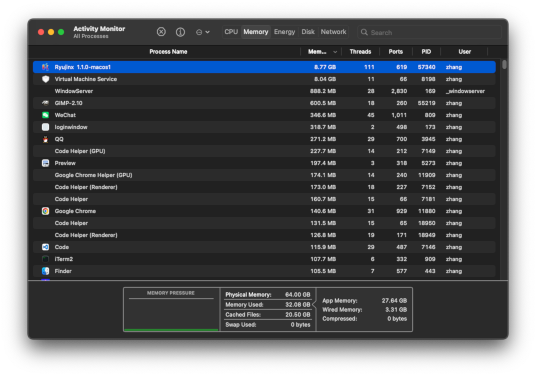 Activity Monitor
All Processes
CPU Memory Energy Disk Network Search
Process Name Mem... Threads Ports PID User
Ryujinx 1.1.0-macos1 8.77 GB 111 619 57340 zhang
Virtual Machine Service 8.04 GB 11 66 8198 zhang
WindowServer 888.2 MB 28 2,830 169 _windowserver
GIMP-2.10 600.5 MB 18 260 55219 zhang
WeChat 346.6 MB 45 1,011 809 zhang
loginwindow 318.7 MB 2 498 173 zhang
QQ 271.2 MB 29 700 3945 zhang
Code Helper (GPU) 227.7 MB 14 212 7149 zhang
Preview 197.4 MB 3 318 5273 zhang
Google Chrome Helper (GPU) 174.1 MB 14 240 11909 zhang
Code Helper (Renderer) 173.0 MB 18 227 7152 zhang
Code Helper 160.7 MB 15 66 7181 zhang
Google Chrome 140.6 MB 31 929 11880 zhang
Code Helper 131.5 MB 15 65 18950 zhang
Code Helper (Renderer) 126.8 MB 19 171 18949 zhang
Code 115.9 MB 29 487 7146 zhang
iTerm2 107.7 MB 6 332 909 zhang
Finder 105.5 MB 7 577 443 zhang
MEMORY PRESSURE
Physical Memory: 64.00 GB
Memory Used: 32.08 GB
Cached Files: 20.50 GB
Swap Used: 0 bytes
App Memory: 27.64 GB
Wired Memory: 3.31 GB
Compressed: 0 bytes